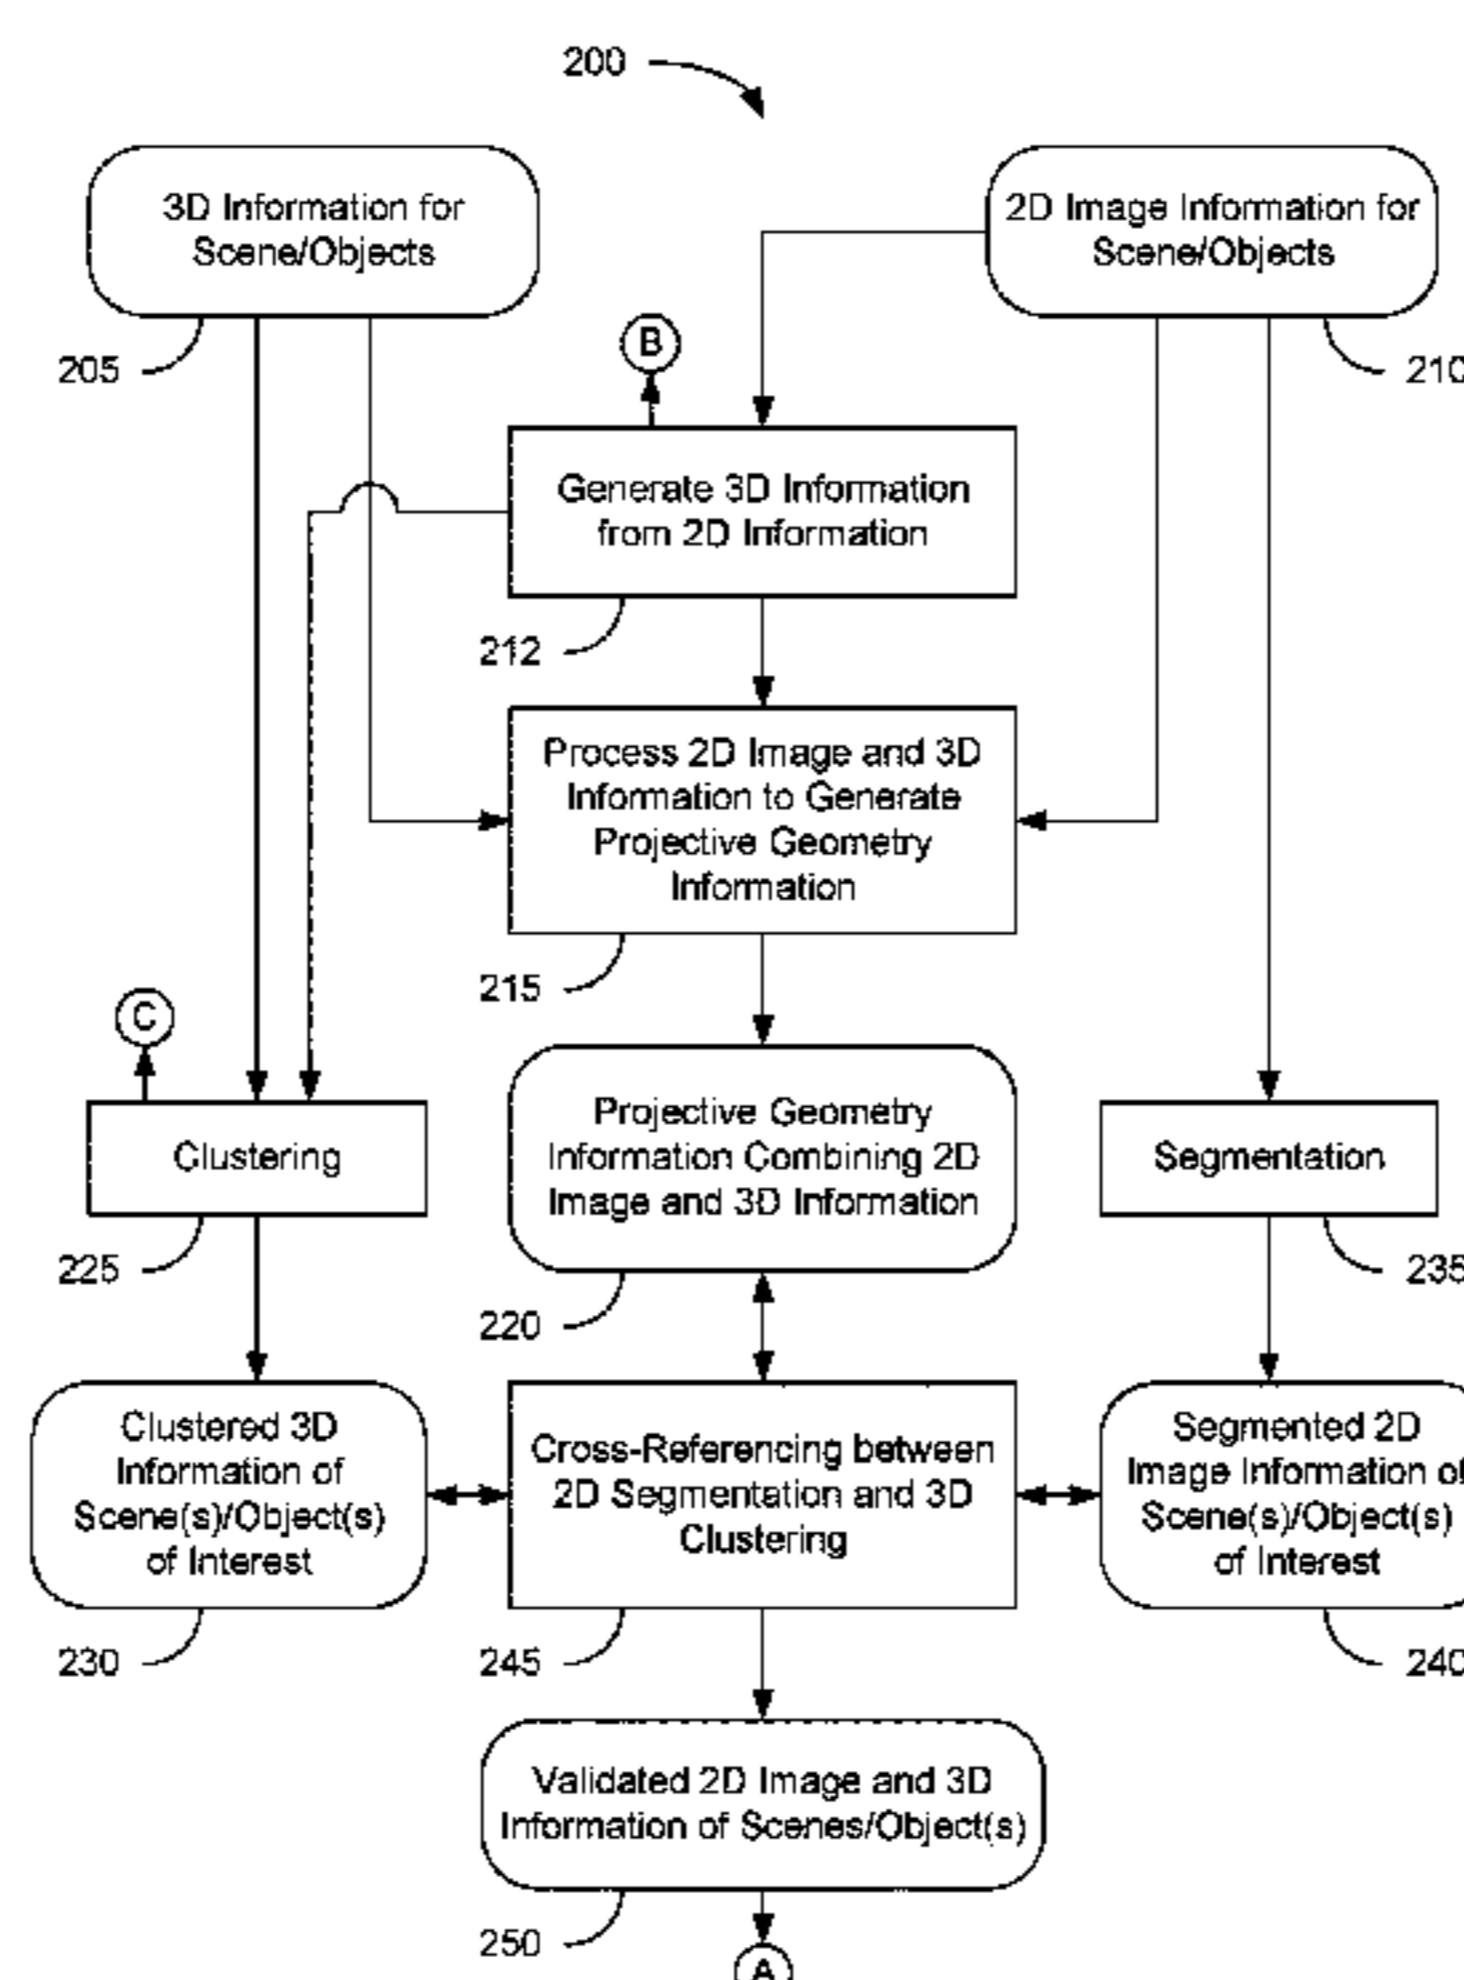 200
3D Information for
Scene/Objects
2D Image Information for
Scene/Objects
205
B
210
Generate 3D Information
from 2D Information
212
Process 2D Image and 3D
Information to Generate
Projective Geometry
Information
215
C
Clustering
Projective Geometry
Information Combining 2D
Image and 3D Information
Segmentation
225
220
235
Clustered 3D
Information of
Scene(s)/Object(s)
of Interest
Cross-Referencing between
2D Segmentation and 3D
Clustering
Segmented 2D
Image Information of
Scene(s)/Object(s)
of Interest
230
245
240
Validated 2D Image and 3D
Information of Scenes/Object(s)
250
A